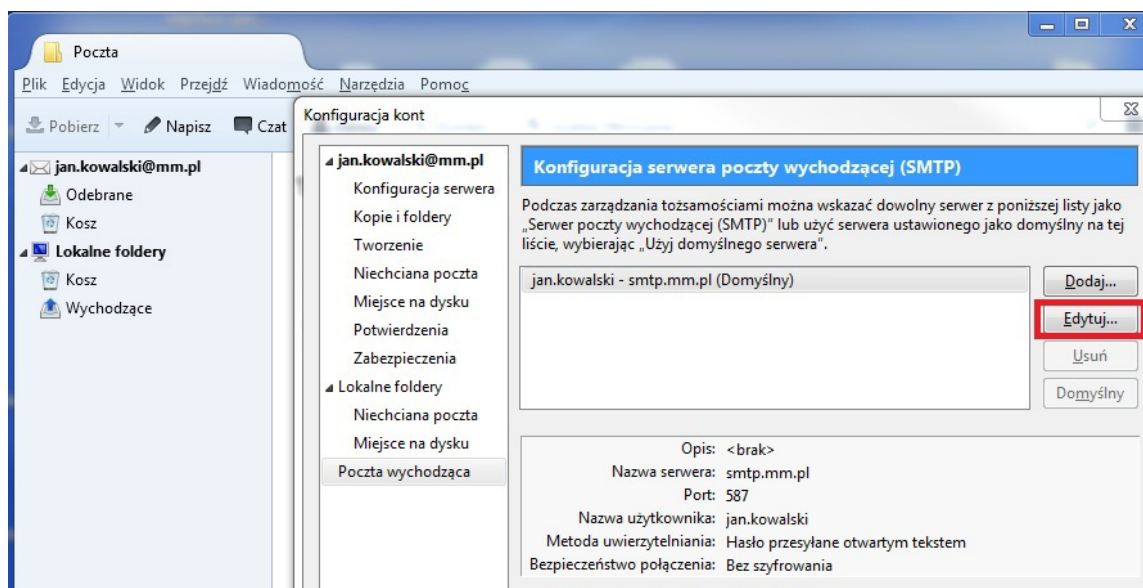 Poczta
Plik Edycja Widok Przejdź Wiadomość Narzędzia Pomoc
Pobierz Napisz Czat
jan.kowalski@mm.pl
Odebrane
Kosz
Lokalne foldery
Kosz
Wychodzące
Konfiguracja kont
jan.kowalski@mm.pl
Konfiguracja serwera
Kopie i foldery
Tworzenie
Niechciana poczta
Miejsce na dysku
Potwierdzenia
Zabezpieczenia
Lokalne foldery
Niechciana poczta
Miejsce na dysku
Poczta wychodząca
Konfiguracja serwera poczty wychodzącej (SMTP)
Podczas zarządzania tożsamościami można wskazać dowolny serwer z poniższej listy jako
„Serwer poczty wychodzącej (SMTP)" lub użyć serwera ustawionego jako domyślny na tej
liście, wybierając „Użyj domyślnego serwera".
jan.kowalski - smtp.mm.pl (Domyślny)
Dodaj...
Edytuj...
Usuń
Domyślny
Opis: <brak>
Nazwa serwera: smtp.mm.pl
Port: 587
Nazwa użytkownika: jan.kowalski
Metoda uwierzytelniania: Hasło przesyłane otwartym tekstem
Bezpieczeństwo połączenia: Bez szyfrowania